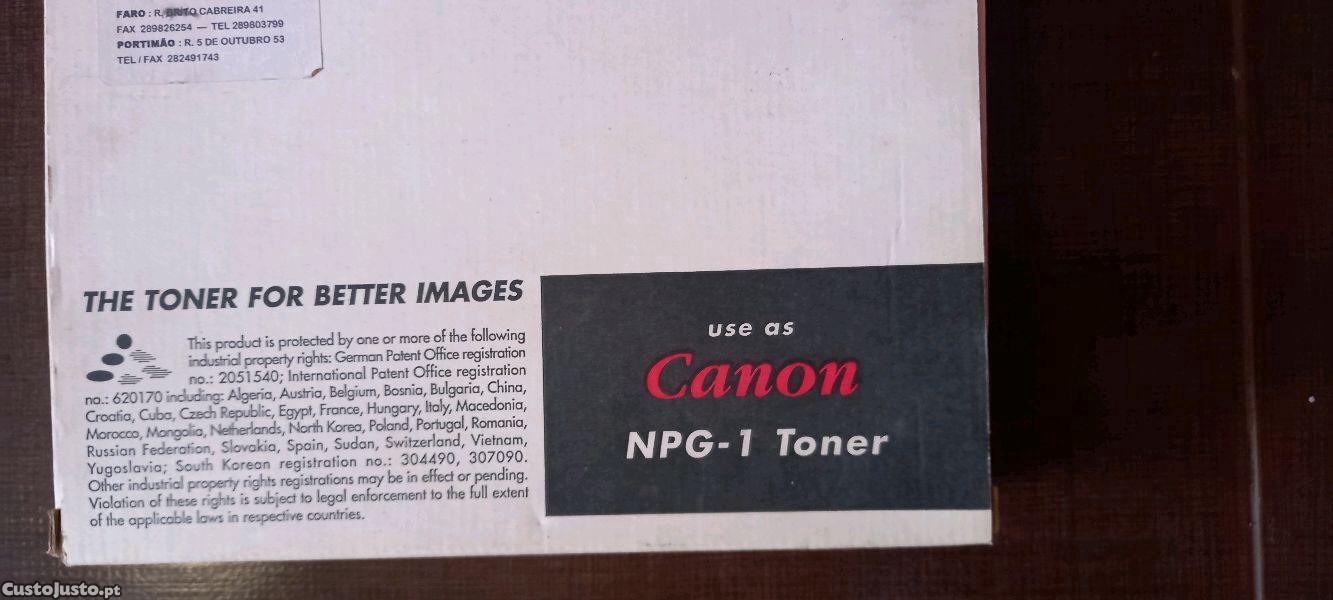 FARO : R. BRITO CABREIRA 41
FAX 289826254 — TEL 289803799
PORTIMÃO : R. 5 DE OUTUBRO 53
TEL / FAX 282491743
THE TONER FOR BETTER IMAGES
This product is protected by one or more of the following
industrial property rights: German Patent Office registration
no.: 2051540; International Patent Office registration
no.: 620170 including: Algeria, Austria, Belgium, Bosnia, Bulgaria, China,
Croatia, Cuba, Czech Republic, Egypt, France, Hungary, Italy, Macedonia,
Morocco, Mongolia, Netherlands, North Korea, Poland, Portugal, Romania,
Russian Federation, Slovakia, Spain, Sudan, Switzerland, Vietnam,
Yugoslavia; South Korean registration no.: 304490, 307090.
Other industrial property rights registrations may be in effect or pending.
Violation of these rights is subject to legal enforcement to the full extent
of the applicable laws in respective countries.
use as
Canon
NPG-1 Toner
CustoJusto.pt